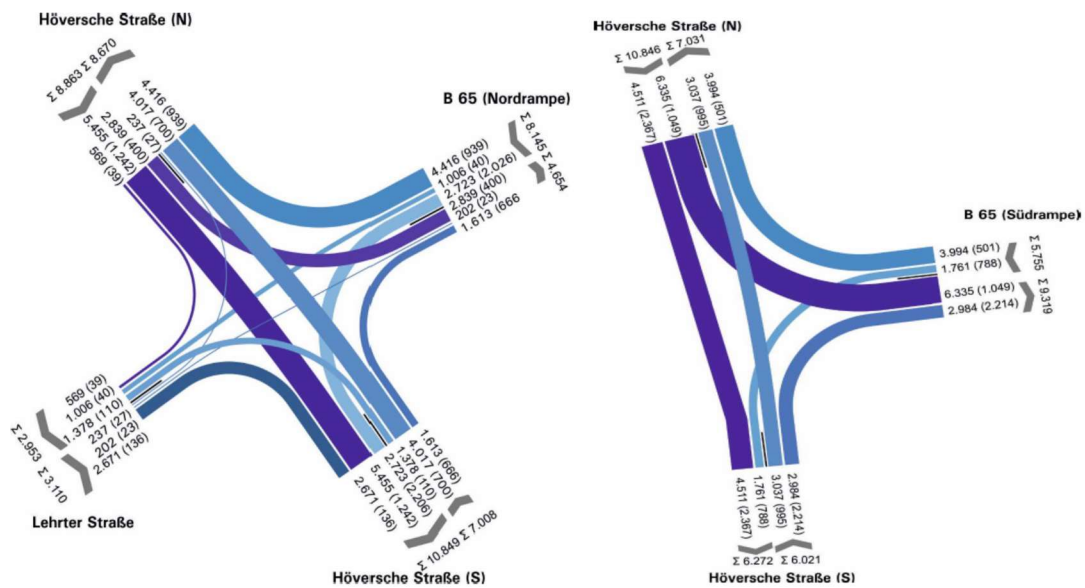 Höversche Straße (N)
Σ 8.863 Σ 8.670
569 (39)
5.455 (1.242)
2.839 (400)
237 (27)
4.017 (700)
4.416 (939)
B 65 (Nordrampe)
Σ 8.145 Σ 4.654
4.416 (939)
1.006 (40)
2.723 (2.026)
2.839 (400)
202 (23)
1.613 (666
569 (39)
1.006 (40)
1.378 (110)
237 (27)
202 (23)
2.671 (136)
Σ 2.953 Σ 3.110
Lehrter Straße
1.613 (666)
4.017 (700)
1.378 (110)
2.723 (2.206)
5.455 (1.242)
2.671 (136)
Σ 10.849 Σ 7.008
Höversche Straße (S)
Höversche Straße (N)
Σ 10.846 Σ 7.031
4.511 (2.367)
6.335 (1.049)
3.037 (995)
3.994 (501)
B 65 (Südrampe)
3.994 (501)
1.761 (788)
6.335 (1.049)
2.984 (2.214)
Σ 5.755 Σ 9.319
4.511 (2.367)
1.761 (788)
3.037 (995)
2.984 (2.214)
Σ 6.272 Σ 6.021
Höversche Straße (S)